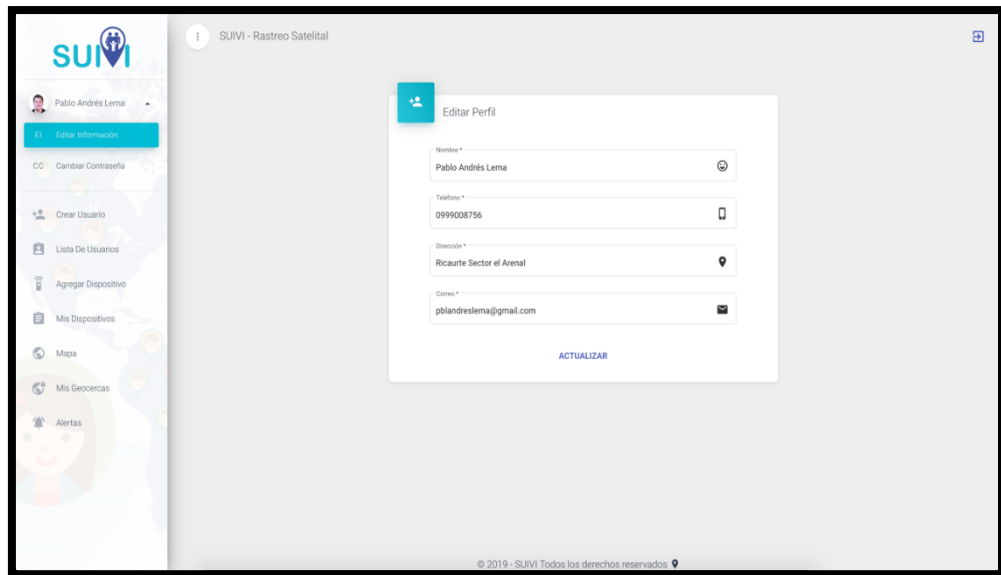 SUIVI
Pablo Andrés Lema
EI Editar Información
CC Cambiar Contraseña
Crear Usuario
Lista De Usuarios
Agregar Dispositivo
Mis Dispositivos
Mapa
Mis Geocercas
Alertas
SUIVI - Rastreo Satelital
Editar Perfil
Nombre *
Pablo Andrés Lema
Teléfono *
0999008756
Dirección *
Ricaurte Sector el Arenal
Correo *
pblandreslema@gmail.com
ACTUALIZAR
© 2019 - SUIVI Todos los derechos reservados